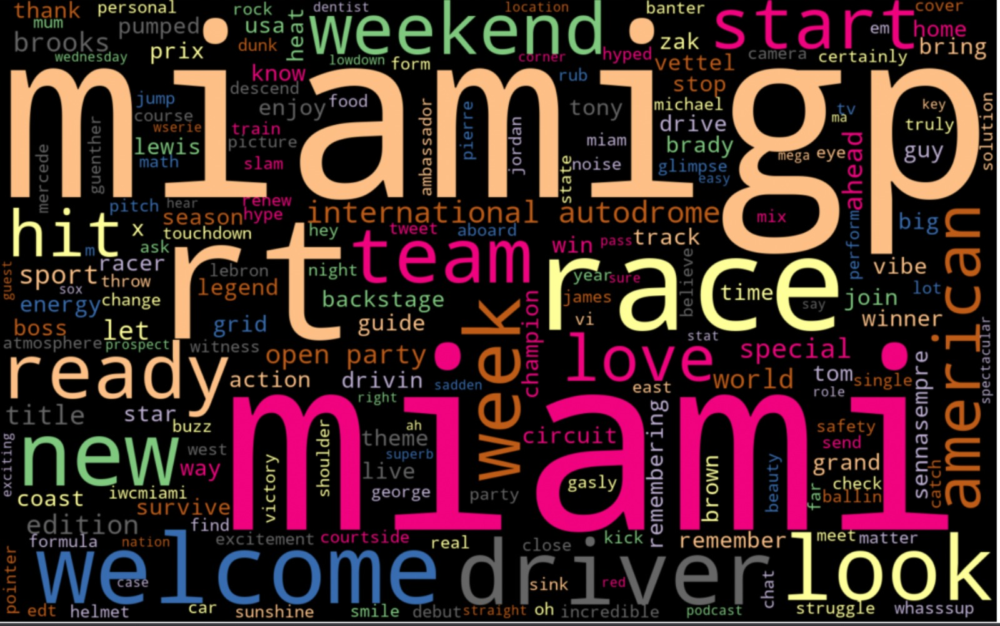 thank personal rock dentist location banter cover
mum pumped usa heat weekend start em home
brooks prix dunk zak bring
wednesday lowdown form corner hyped camera certainly
miamigp
know rub vettel
descend stop
jump enjoy food tony michael key
course pierre tv
guenther wserie train ambassador jordan drive ma truly solution
mercede lewis picture miam brady guy
math slam state noise glimpse mega eye ahead
easy
pitch hear renew international autodrome mix
hit season hype big
x touchdown hey tweet aboard perform
m ask rt team win pass track american
guest racer lebron night race vibe
sport throw year sure believe
sox legend time lot
energy change backstage james say join
boss let grid guide week champion vi winner
atmosphere prospect witness stat spectacular
ready open party love special
action drivin sadden east world tom single sennasempre
right miami role
title star
buzz ah remembering safety
new west shoulder theme circuit send
exciting way victory superb grand
live brown beauty catch
coast iwcmiami george party gasly far check
survive ballin
edition find
formula nation excitement courtside real close kick remember meet matter
welcome driver look
pointer case sink red chat
edt helmet car sunshine smile debut straight oh incredible podcast struggle whasssup